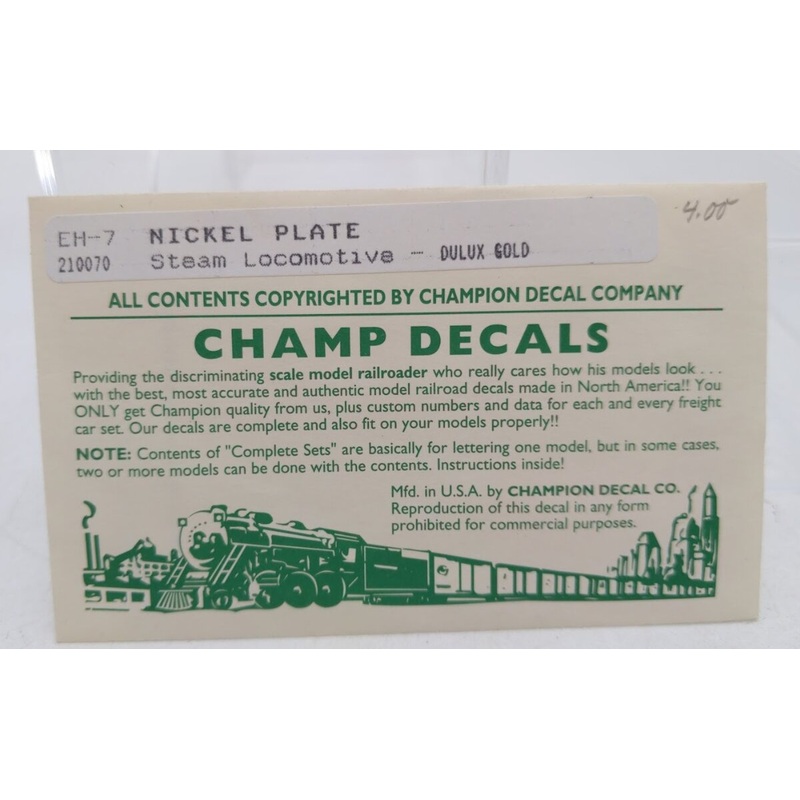 EH-7 NICKEL PLATE 4.00
210070 Steam Locomotive - DULUX GOLD
ALL CONTENTS COPYRIGHTED BY CHAMPION DECAL COMPANY
CHAMP DECALS
Providing the discriminating scale model railroader who really cares how his models look . . .
with the best, most accurate and authentic model railroad decals made in North America!! You
ONLY get Champion quality from us, plus custom numbers and data for each and every freight
car set. Our decals are complete and also fit on your models properly!!
NOTE: Contents of "Complete Sets" are basically for lettering one model, but in some cases,
two or more models can be done with the contents. Instructions inside!
Mfd. in U.S.A. by CHAMPION DECAL CO.
Reproduction of this decal in any form
prohibited for commercial purposes.